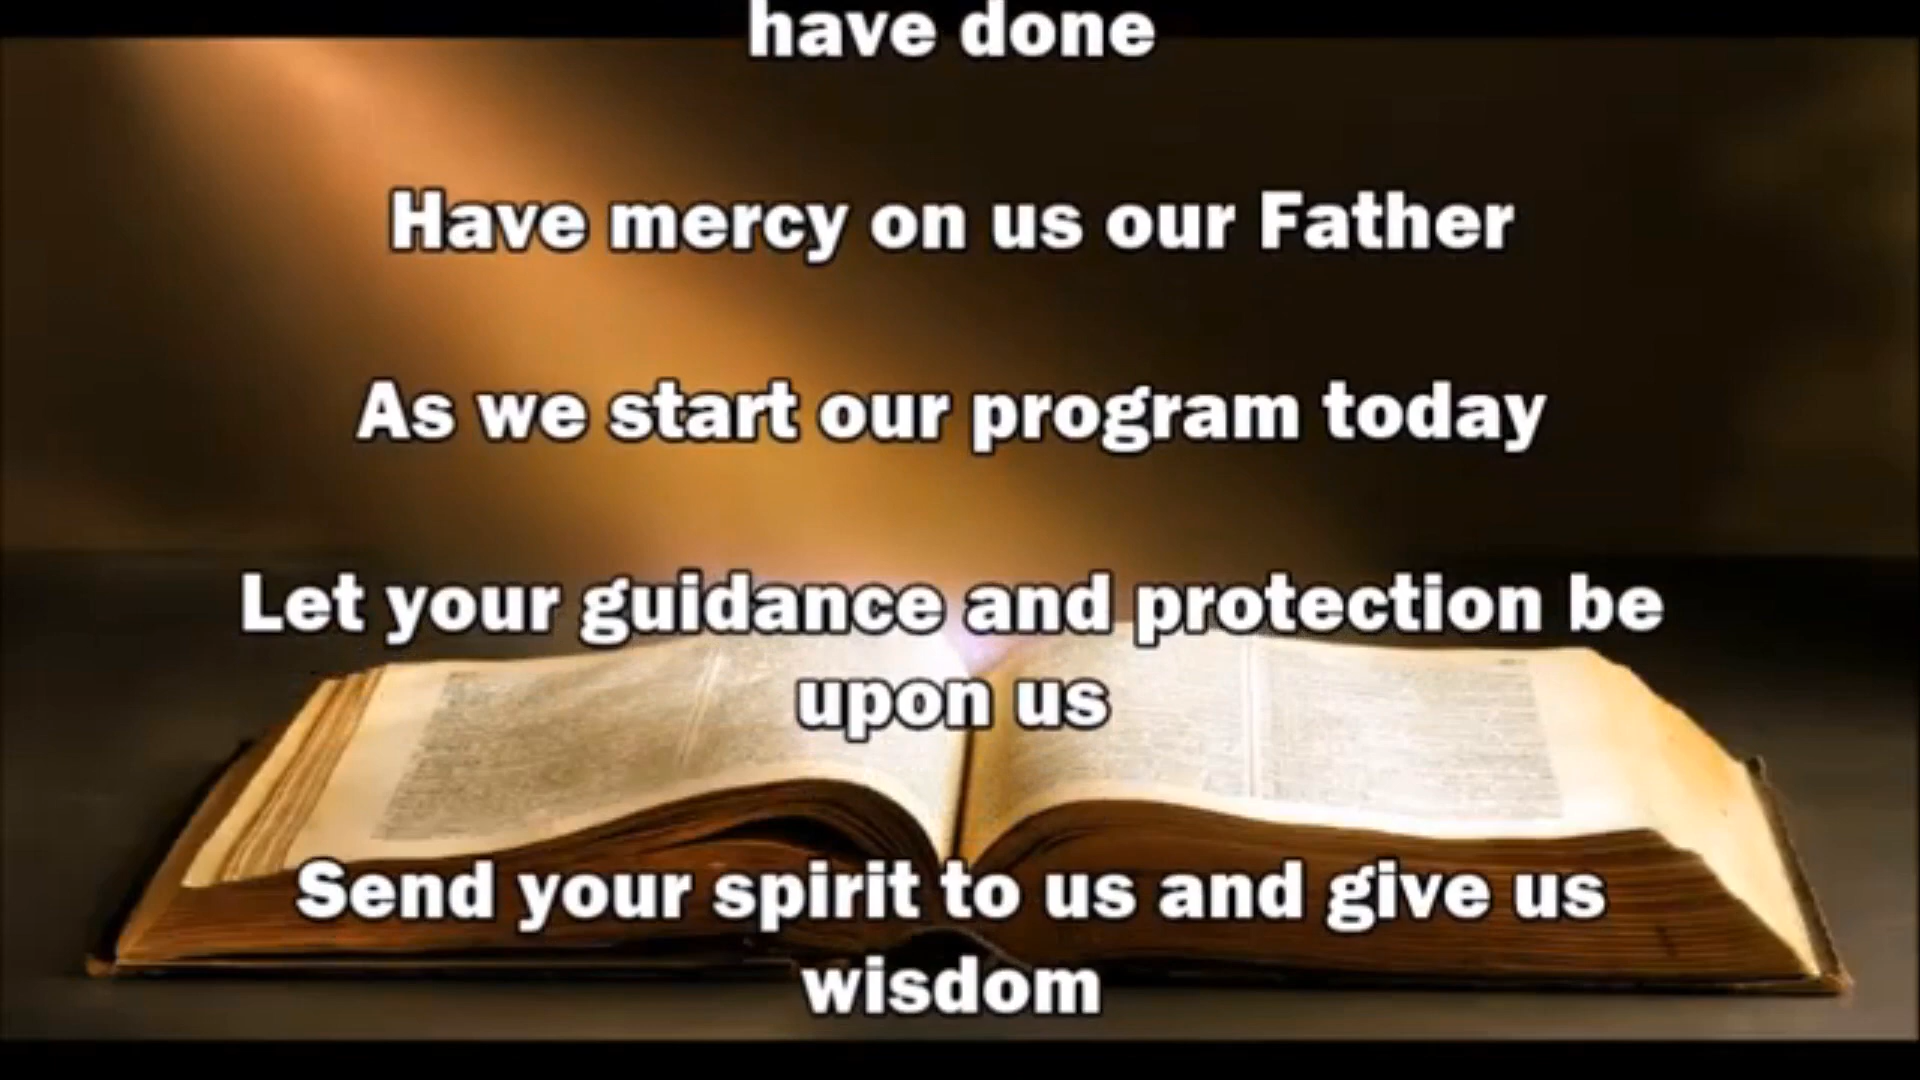 have done
Have mercy on us our Father
As we start our program today
Let your guidance and protection be
upon us
Send your spirit to us and give us
wisdom